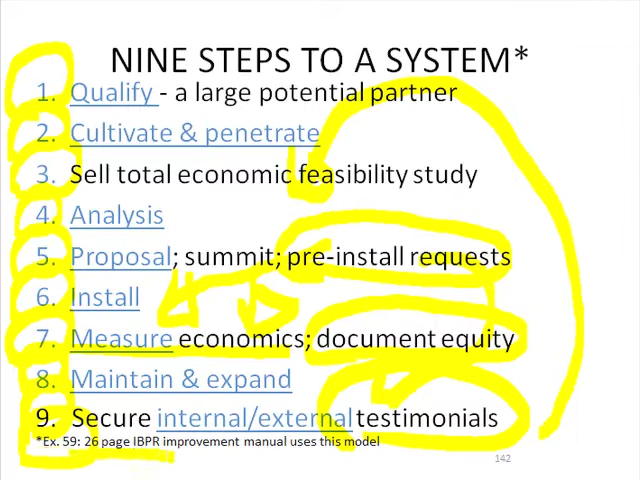 NINE STEPS TO A SYSTEM*
1. Qualify - a large potential partner
2. Cultivate & penetrate
3. Sell total economic feasibility study
4. Analysis
5. Proposal; summit; pre-install requests
6. Install
7. Measure economics; document equity
8. Maintain & expand
9. Secure internal/external testimonials
*Ex. 59: 26 page IBPR improvement manual uses this model
142